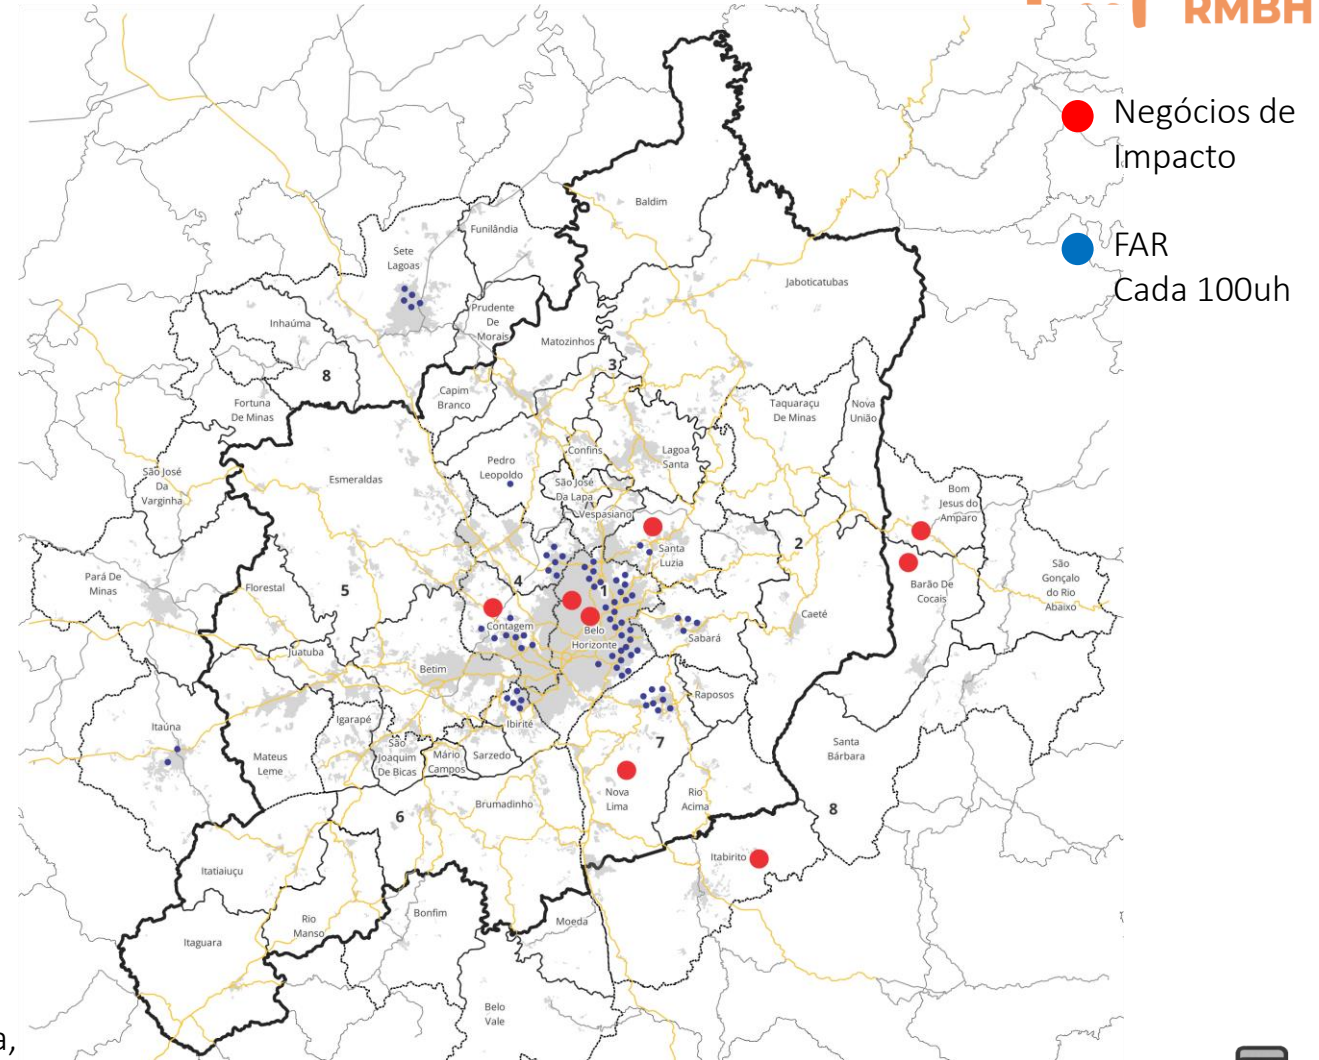 RMBH
Negócios de
Impacto
FAR
Cada 100uh
Baldim
Funilândia
Sete
Lagoas
Jaboticatubas
Prudente
De
Morais
Inhaúma
Matozinhos
3
8
Capim
Branco
Fortuna
De Minas
Taquaraçu
De Minas
Nova
União
Confins
Lagoa
Santa
Pedro
Leopoldo
São José
Da
Varginha
Esmeraldas
São José
Da Lapa
Bom
Jesus do
Amparo
Vespasiano
2
Santa
Luzia
São
Gonçalo
do Rio
Abaixo
Pará De
Minas
Florestal
5
4
1
Barão De
Cocais
Caeté
Contagem
Belo
Horizonte
Sabará
Juatuba
Betim
Raposos
Igarapé
Ibirité
Itaúna
7
São
Joaquim
De Bicas
Mário
Campos
Sarzedo
Mateus
Leme
Santa
Bárbara
Nova
Lima
Rio
Acima
Brumadinho
6
8
Itabirito
Itatiaiuçu
Bonfim
Rio
Manso
Moeda
Itaguara
Belo
Vale
a,